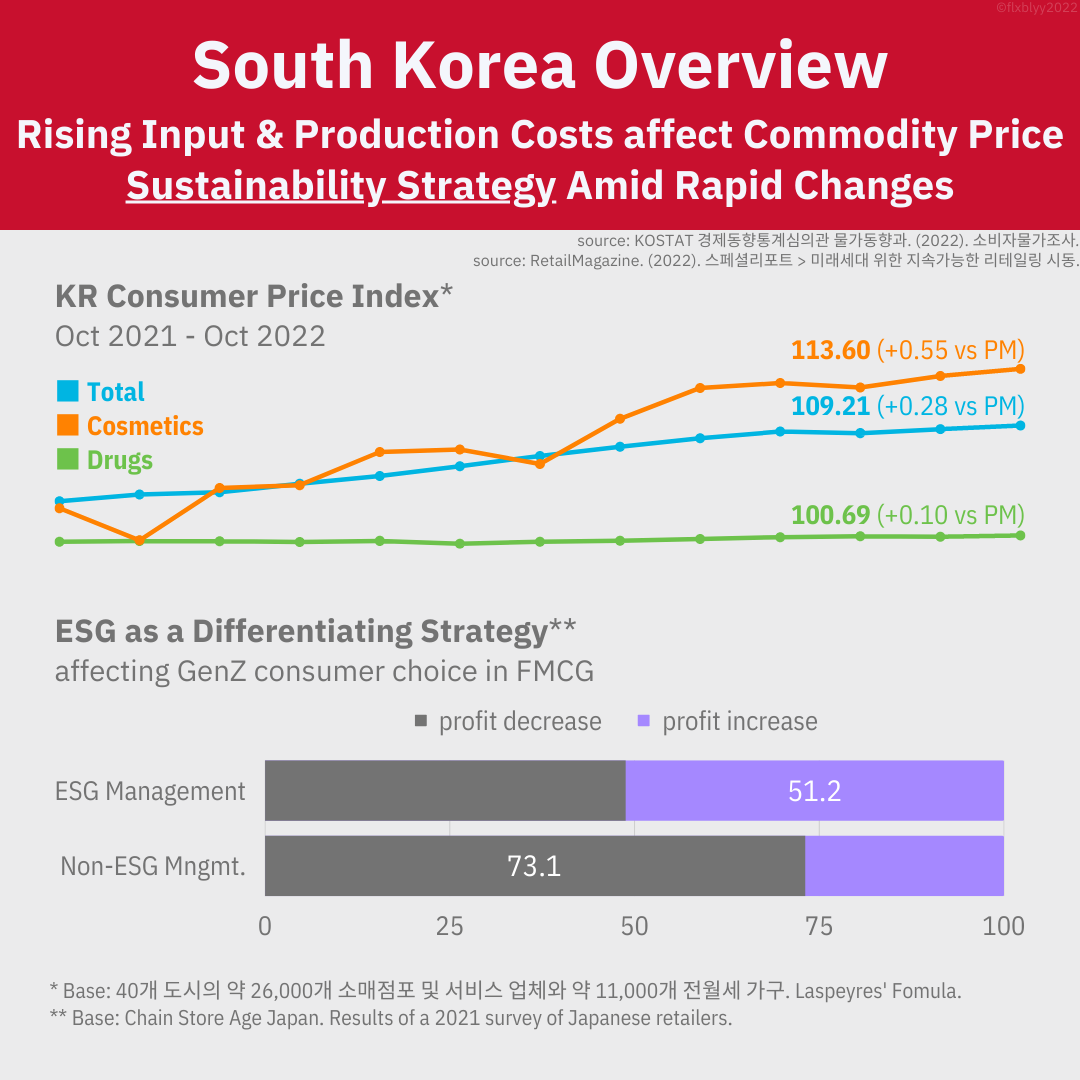 ©flxblyy2022
South Korea Overview
Rising Input & Production Costs affect Commodity Price
Sustainability Strategy Amid Rapid Changes
source: KOSTAT 경제동향통계심의관 물가동향과. (2022). 소비자물가조사.
source: RetailMagazine. (2022). 스페셜리포트 > 미래세대 위한 지속가능한 리테일링 시동.
KR Consumer Price Index*
Oct 2021 - Oct 2022
113.60 (+0.55 vs PM)
Total
109.21 (+0.28 vs PM)
Cosmetics
Drugs
100.69 (+0.10 vs PM)
ESG as a Differentiating Strategy**
affecting GenZ consumer choice in FMCG
profit decrease profit increase
ESG Management 51.2
Non-ESG Mngmt. 73.1
0 25 50 75 100
* Base: 40개 도시의 약 26,000개 소매점포 및 서비스 업체와 약 11,000개 전월세 가구. Laspeyres' Fomula.
** Base: Chain Store Age Japan. Results of a 2021 survey of Japanese retailers.